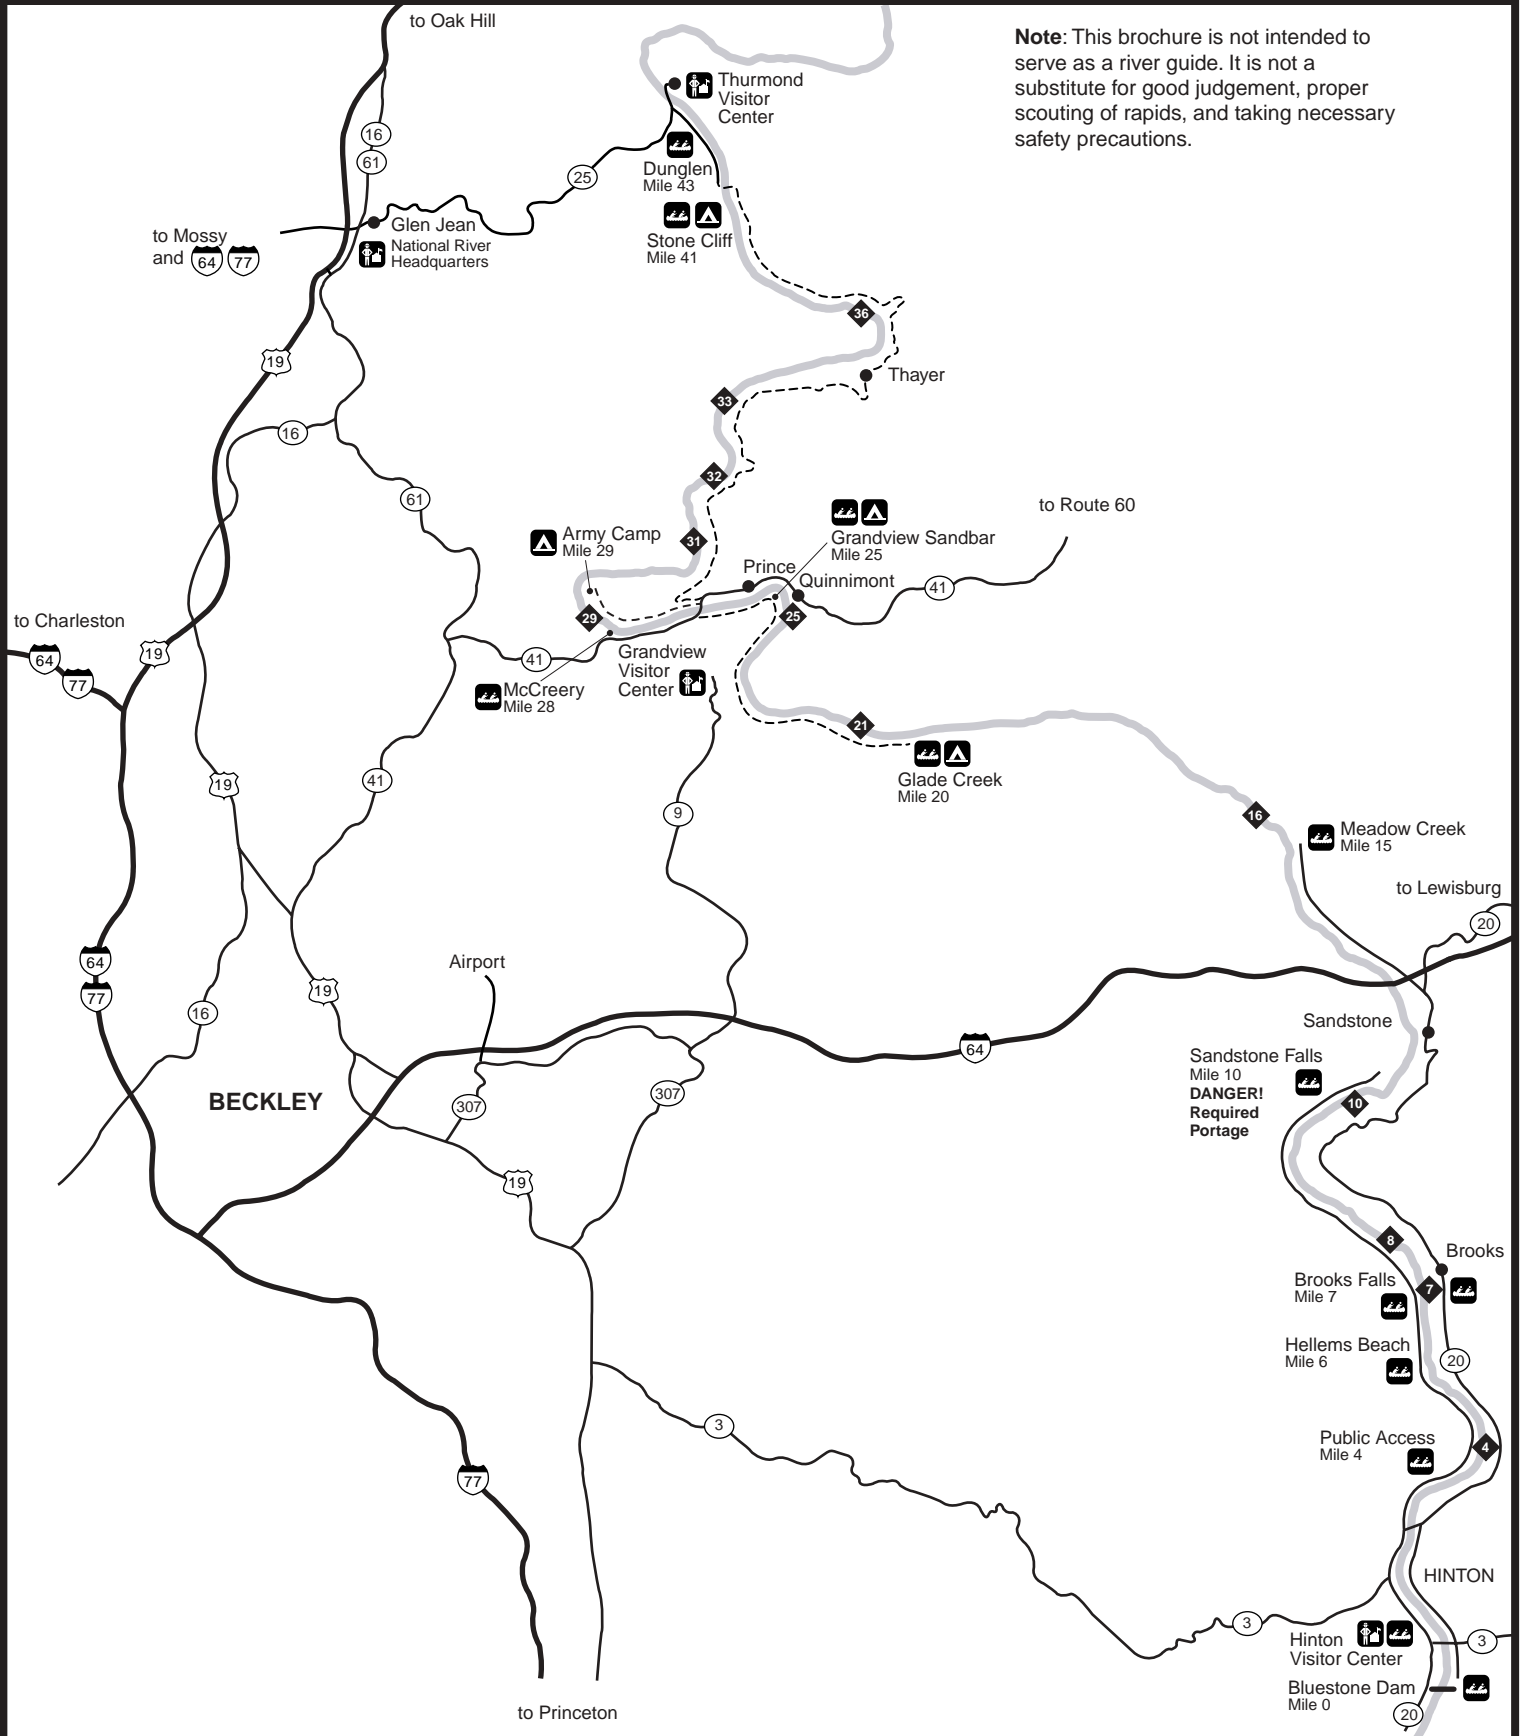 to Oak Hill
Note: This brochure is not intended to
serve as a river guide. It is not a
substitute for good judgement, proper
scouting of rapids, and taking necessary
safety precautions.
Thurmond
Visitor
Center
16
61
25
Dunglen
Mile 43
Glen Jean
National River
Headquarters
to Mossy
and 64 77
Stone Cliff
Mile 41
36
19
Thayer
33
16
32
61
to Route 60
Army Camp
Mile 29
31
Grandview Sandbar
Mile 25
Prince
Quinnimont
41
to Charleston
29
25
64
77
19
41
Grandview
Visitor
Center
McCreery
Mile 28
21
Glade Creek
Mile 20
19
41
9
16
Meadow Creek
Mile 15
to Lewisburg
20
64
77
Airport
19
16
Sandstone
64
Sandstone Falls
Mile 10
DANGER!
Required
Portage
10
BECKLEY
307
307
19
8
Brooks
Brooks Falls
Mile 7
7
Hellems Beach
Mile 6
20
3
Public Access
Mile 4
4
77
HINTON
3
Hinton
Visitor Center
3
Bluestone Dam
Mile 0
20
to Princeton